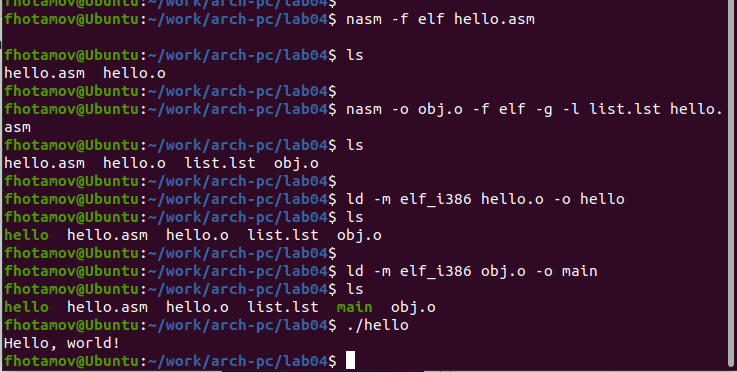 fhotamov@Ubuntu:~/work/arch-pc/lab04$
fhotamov@Ubuntu:~/work/arch-pc/lab04$ nasm -f elf hello.asm
fhotamov@Ubuntu:~/work/arch-pc/lab04$ ls
hello.asm  hello.o
fhotamov@Ubuntu:~/work/arch-pc/lab04$
fhotamov@Ubuntu:~/work/arch-pc/lab04$ nasm -o obj.o -f elf -g -l list.lst hello.
asm
fhotamov@Ubuntu:~/work/arch-pc/lab04$ ls
hello.asm  hello.o  list.lst  obj.o
fhotamov@Ubuntu:~/work/arch-pc/lab04$
fhotamov@Ubuntu:~/work/arch-pc/lab04$ ld -m elf_i386 hello.o -o hello
fhotamov@Ubuntu:~/work/arch-pc/lab04$ ls
hello  hello.asm  hello.o  list.lst  obj.o
fhotamov@Ubuntu:~/work/arch-pc/lab04$
fhotamov@Ubuntu:~/work/arch-pc/lab04$ ld -m elf_i386 obj.o -o main
fhotamov@Ubuntu:~/work/arch-pc/lab04$ ls
hello  hello.asm  hello.o  list.lst  main  obj.o
fhotamov@Ubuntu:~/work/arch-pc/lab04$ ./hello
Hello, world!
fhotamov@Ubuntu:~/work/arch-pc/lab04$